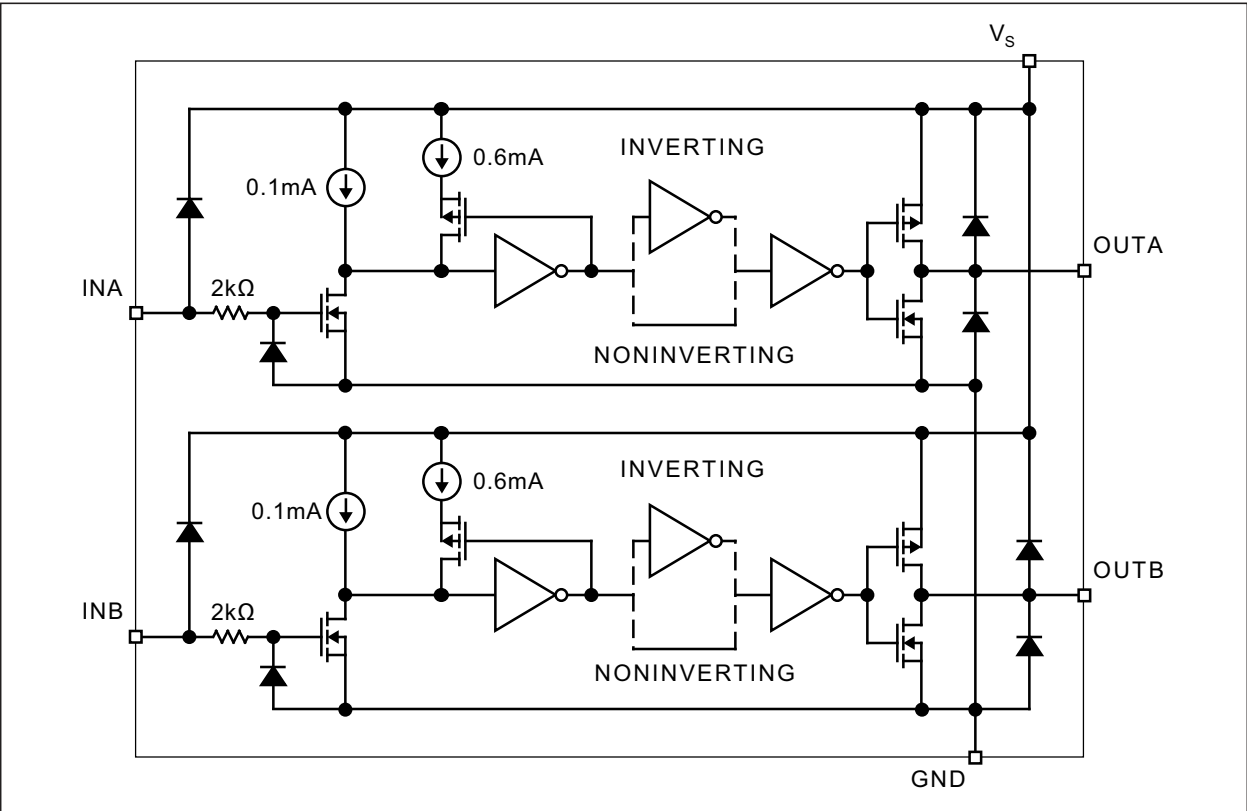 V_S
INVERTING
0.6mA
0.1mA
OUTA
INA
2kΩ
NONINVERTING
INVERTING
0.6mA
0.1mA
OUTB
INB
2kΩ
NONINVERTING
GND